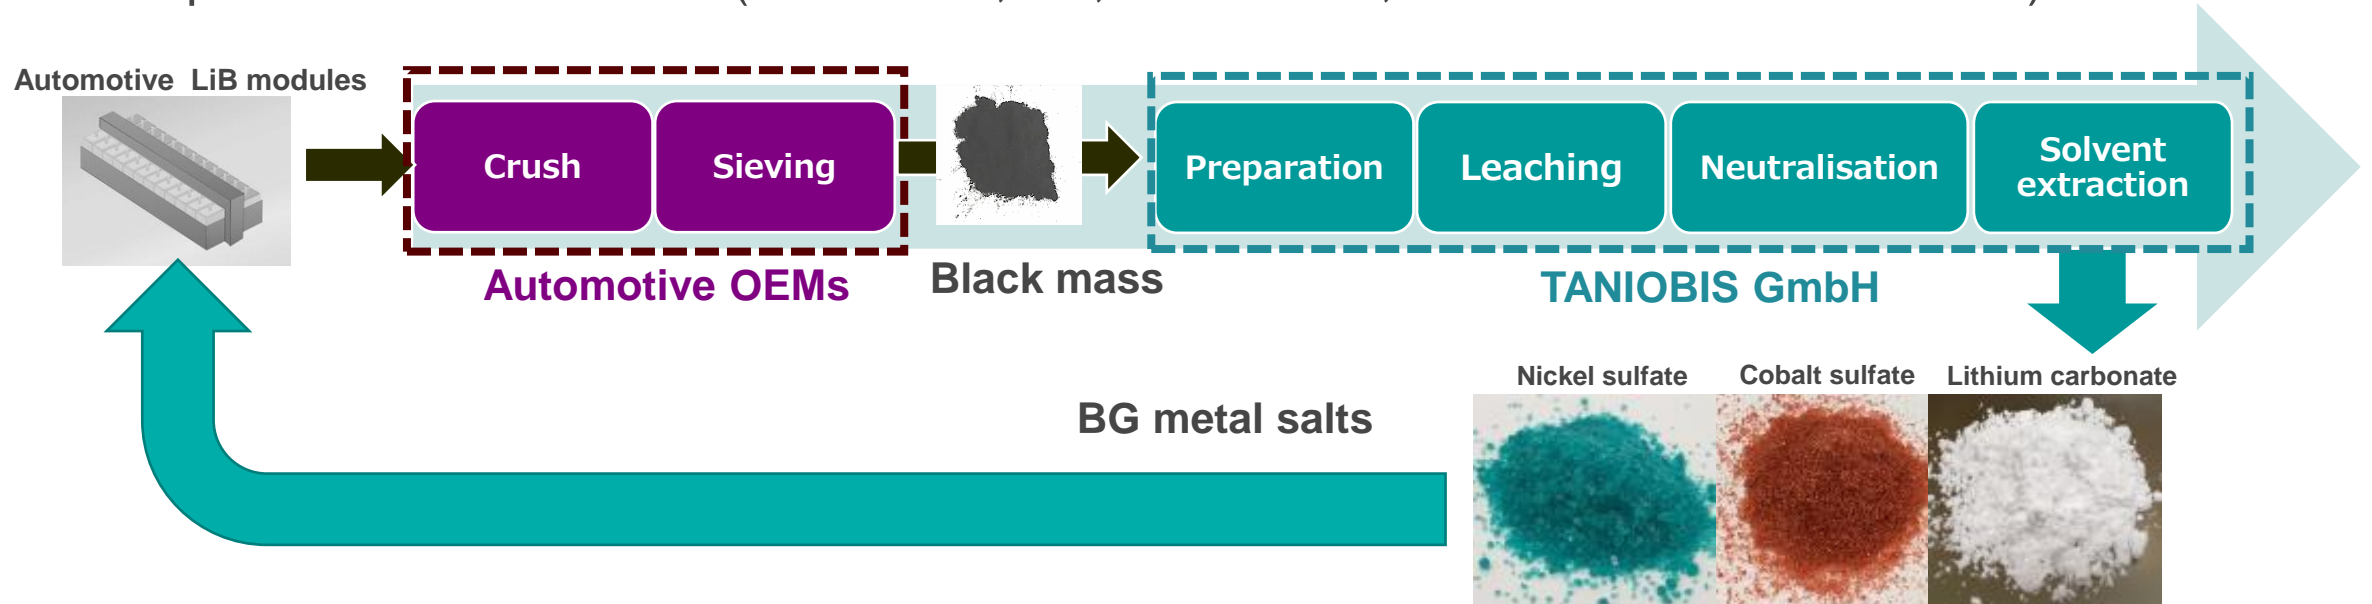 Automotive LiB modules
Crush
Sieving
Preparation
Leaching
Neutralisation
Solvent
extraction
Automotive OEMs
Black mass
TANIOBIS GmbH
Nickel sulfate
Cobalt sulfate
Lithium carbonate
BG metal salts